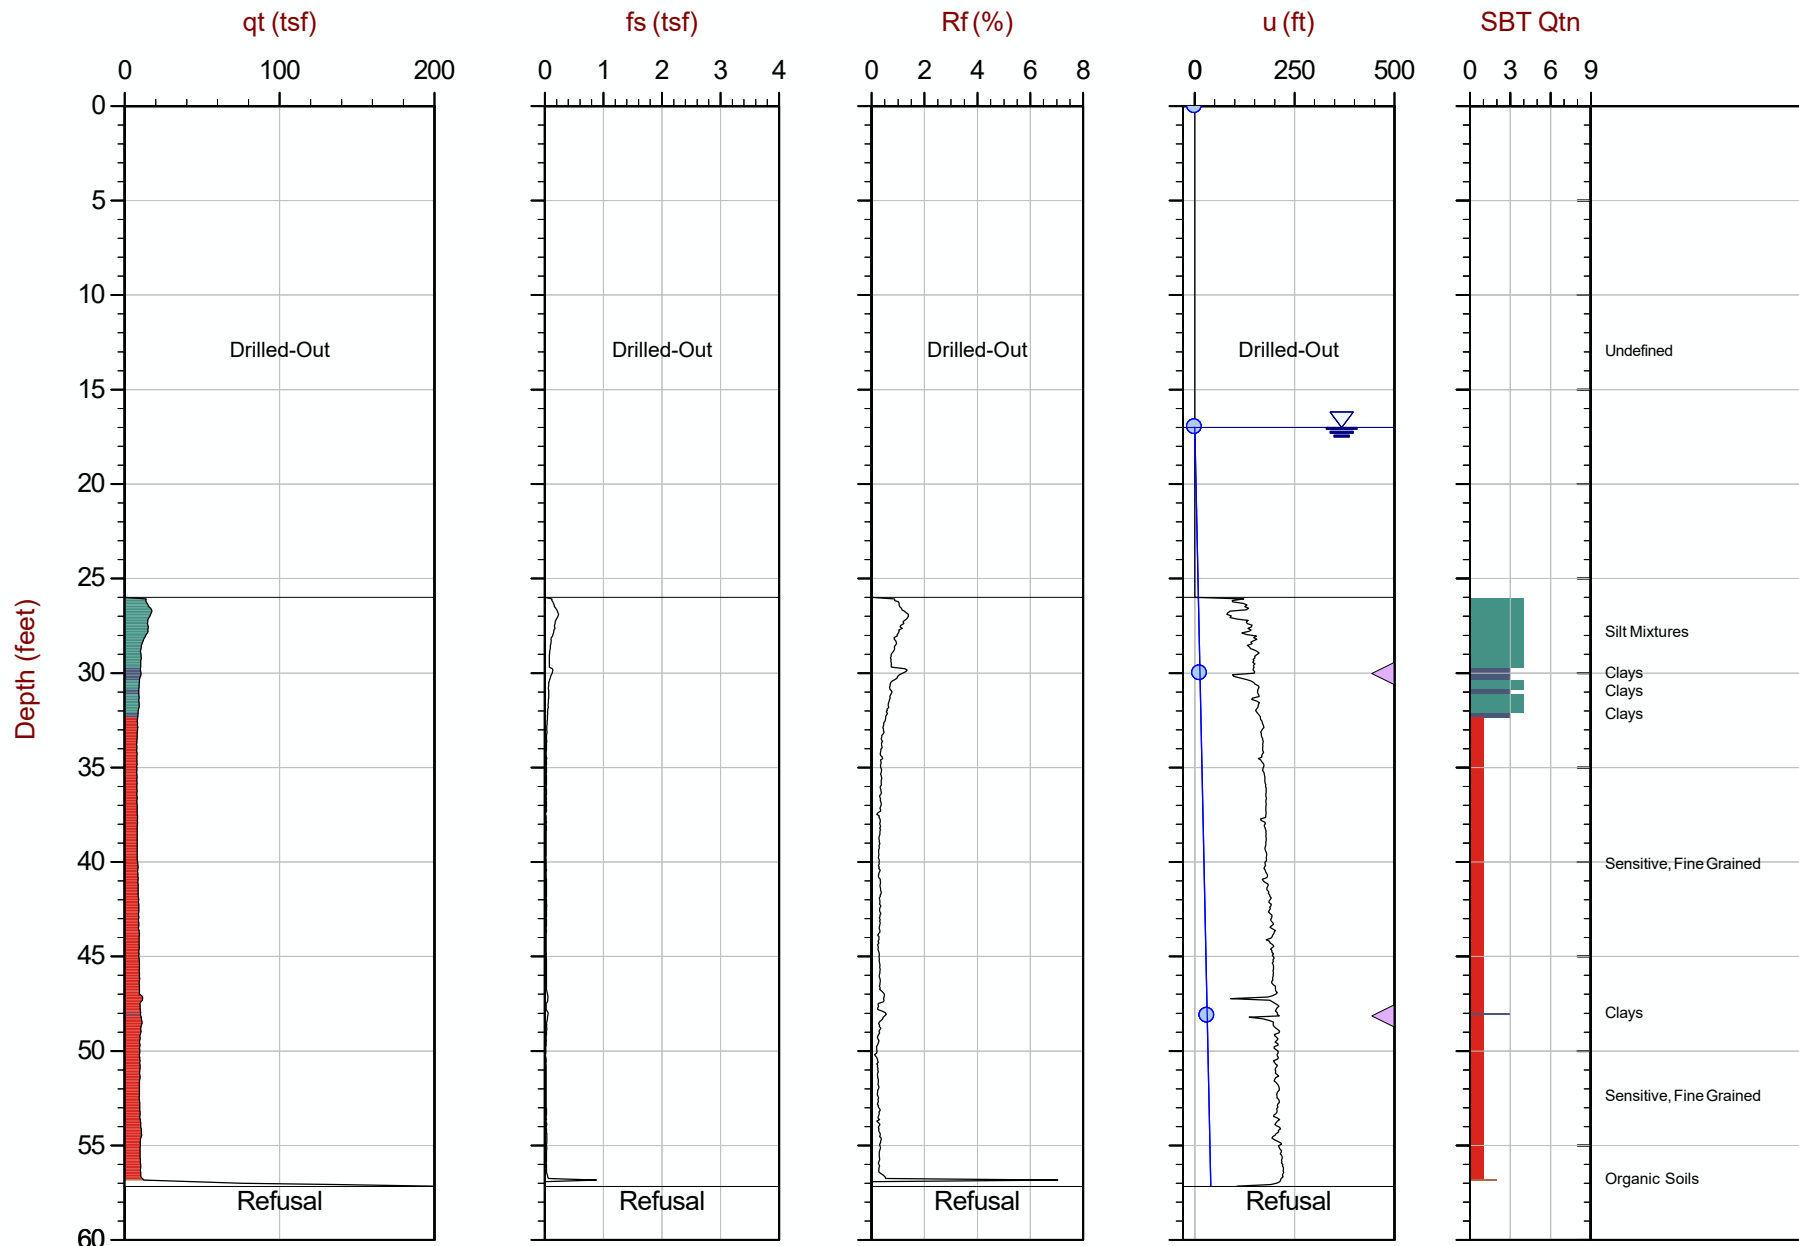 qt (tsf) fs (tsf) Rf (%) u (ft) SBT Qtn
0 100 200 0 1 2 3 4 0 2 4 6 8 0 250 500 0 3 6 9
0
5
10
Drilled-Out Drilled-Out Drilled-Out Drilled-Out Undefined
15
20
25
Depth (feet)
Silt Mixtures
30 Clays
Clays
Clays
35
40 Sensitive, Fine Grained
45
Clays
50
Sensitive, Fine Grained
55
Organic Soils
Refusal Refusal Refusal Refusal
60